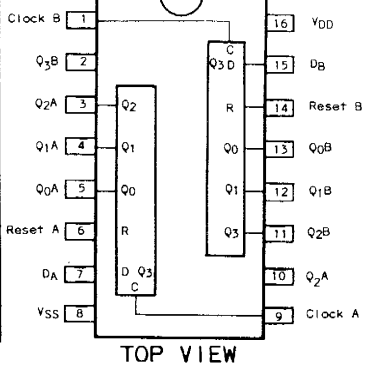 Clock B 1
16 VDD
C
Q3B 2
Q3 D
15 DB
Q2A 3
Q2
R
14 Reset B
Q1A 4
Q1
Q0
13 Q0B
Q0A 5
Q0
Q1
12 Q1B
Reset A 6
R
Q3
11 Q2B
DA 7
D Q3
10 Q2A
C
VSS 8
9 Clock A
TOP VIEW